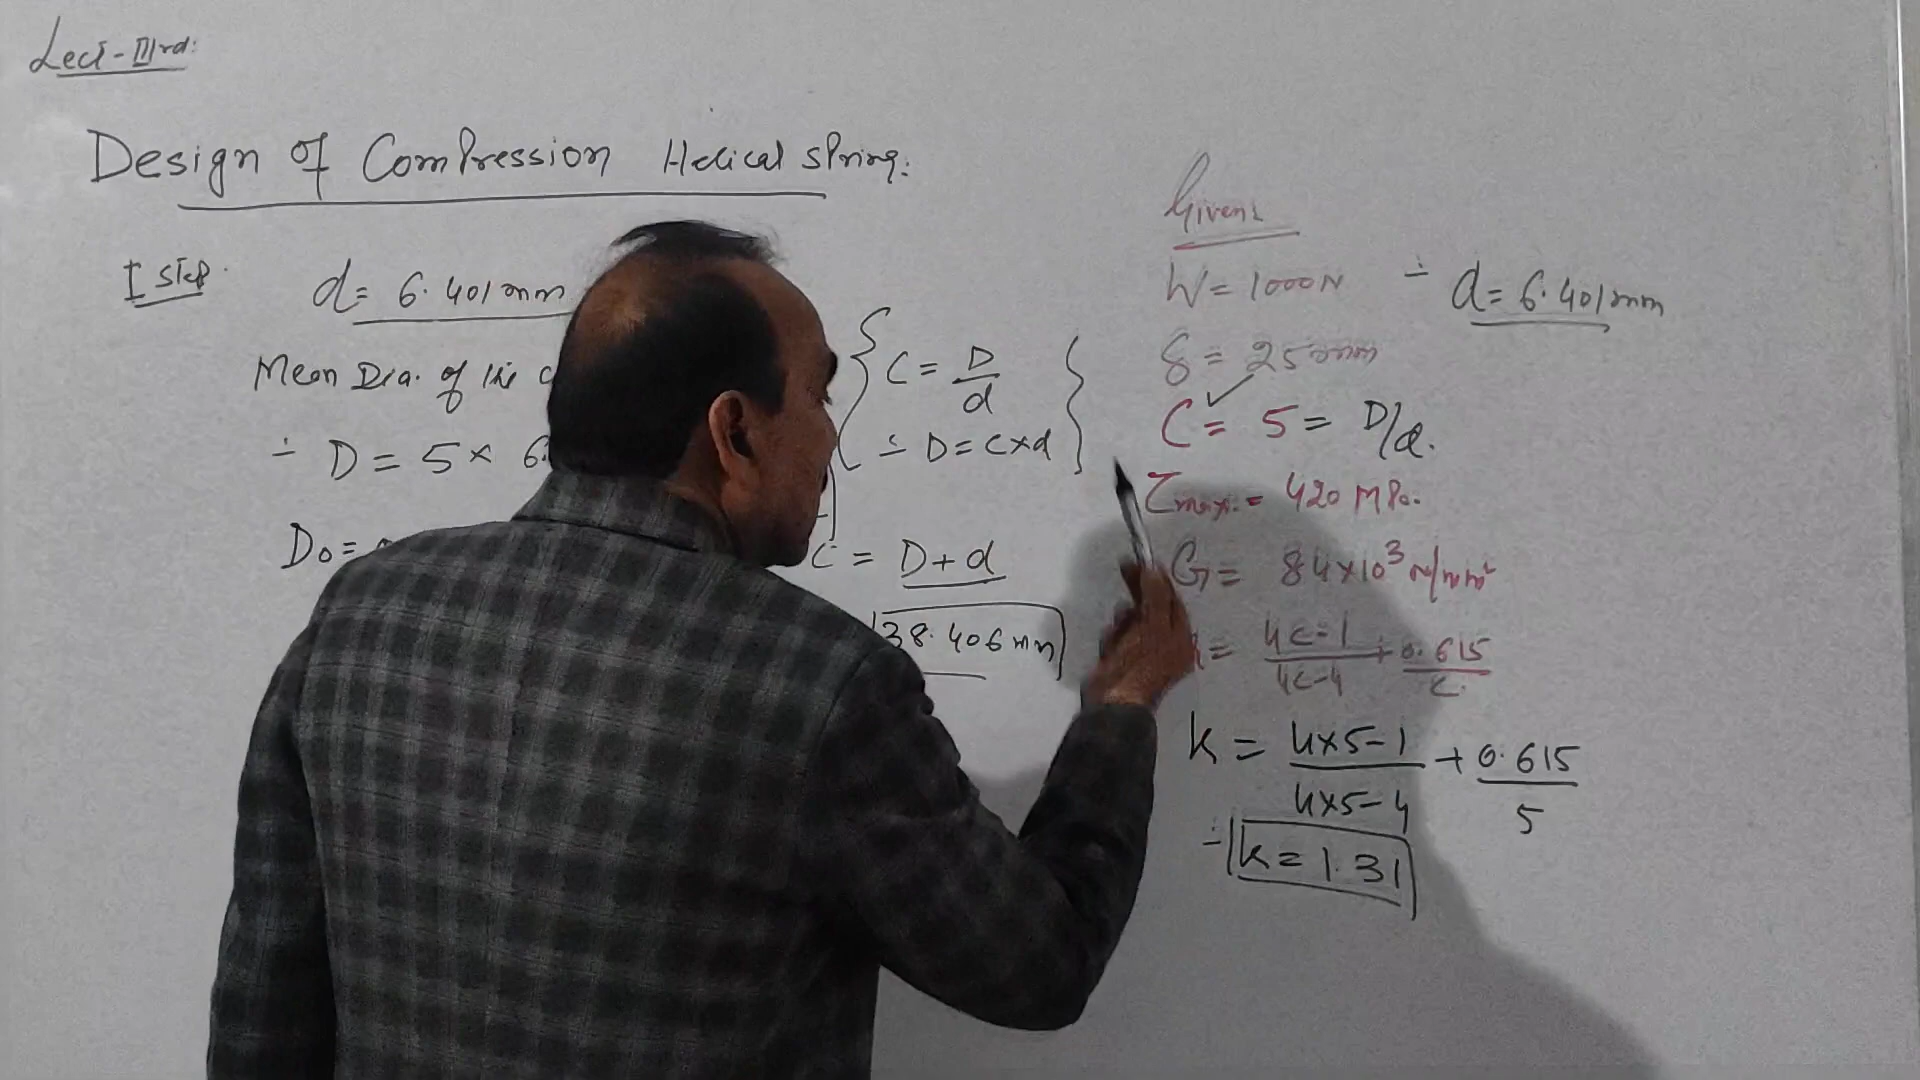 Lect-IIIrd:
Design of Compression Helical spring:
I step. d = 6.401 mm
Mean Dia. of the
∴ D = 5 × 6.
Do =
{ C = D/d
∴ D = C×d }
= D + d
38.406 mm
Given:
W = 1000N
δ = 25 mm
C = 5 = D/d.
τmax. = 420 MPa.
G = 84×10³ N/mm²
= 4C-1/4C-4 + 0.615/C.
k = 4×5-1/4×5-4 + 0.615/5
∴ k = 1.31
∴ d = 6.401 mm